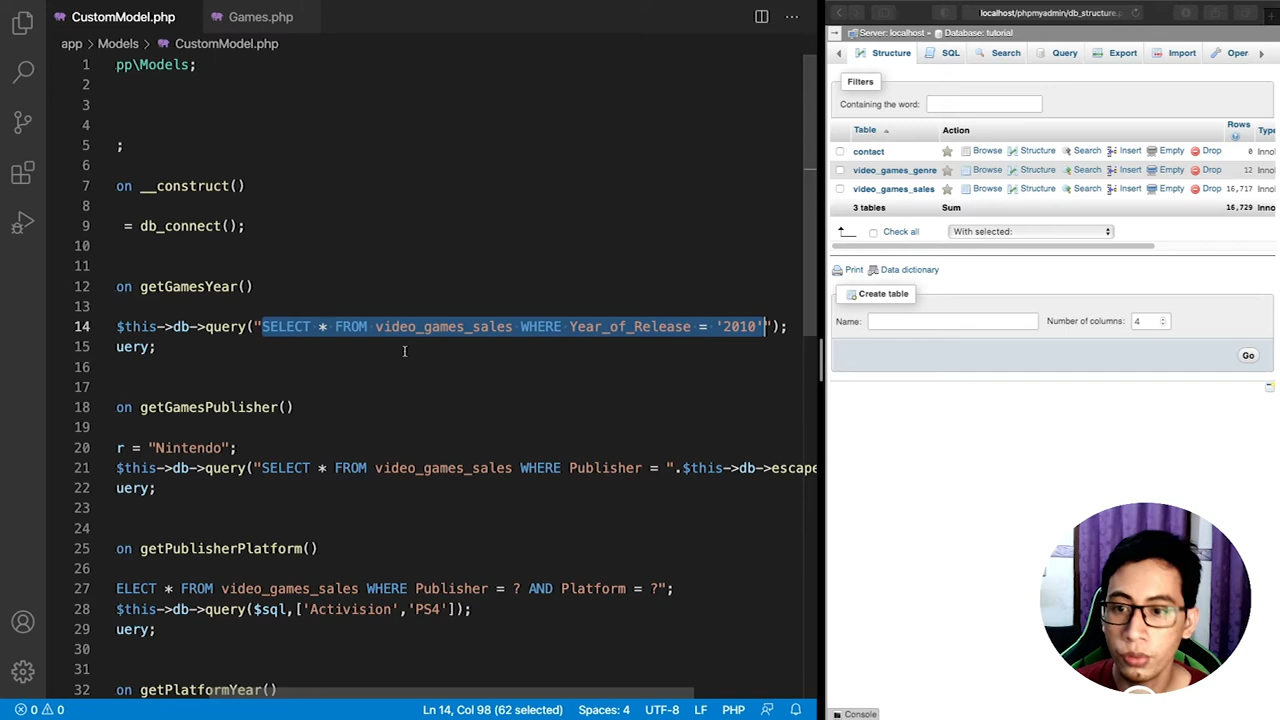 CustomModel.php
Games.php
app > Models > CustomModel.php
1 pp\Models;
2
3
4
5 ;
6
7 on __construct()
8
9 = db_connect();
10
11
12 on getGamesYear()
13
14 $this->db->query("SELECT * FROM video_games_sales WHERE Year_of_Release = '2010'");
15 uery;
16
17
18 on getGamesPublisher()
19
20 r = "Nintendo";
21 $this->db->query("SELECT * FROM video_games_sales WHERE Publisher = ".$this->db->escape
22 uery;
23
24
25 on getPublisherPlatform()
26
27 ELECT * FROM video_games_sales WHERE Publisher = ? AND Platform = ?";
28 $this->db->query($sql,['Activision','PS4']);
29 uery;
30
31
32 on getPlatformYear()
0 0
Ln 14, Col 98 (62 selected) Spaces: 4 UTF-8 LF PHP
localhost/phpmyadmin/db_structure.
Server: localhost » Database: tutorial
Structure SQL Search Query Export Import Oper
Filters
Containing the word:
Table Action Rows Type
contact Browse Structure Search Insert Empty Drop 0 Inno
video_games_genre Browse Structure Search Insert Empty Drop 12 Inno
video_games_sales Browse Structure Search Insert Empty Drop 16,717 Inno
3 tables Sum 16,729 Inno
Check all With selected:
Print Data dictionary
Create table
Name: Number of columns: 4
Go
Console